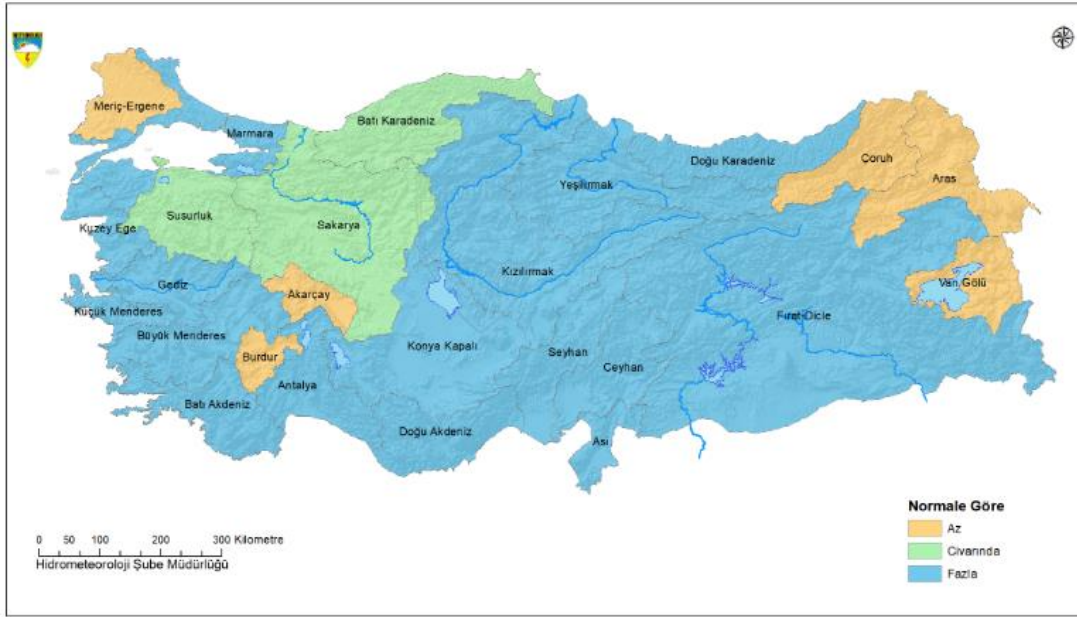 Meriç-Ergene
Marmara
Batı Karadeniz
Doğu Karadeniz
Çoruh
Aras
Yeşilırmak
Susurluk
Sakarya
Kuzey Ege
Kızılırmak
Gediz
Akarçay
Van Gölü
Küçük Menderes
Fırat-Dicle
Büyük Menderes
Konya Kapalı
Burdur
Seyhan
Ceyhan
Antalya
Batı Akdeniz
Doğu Akdeniz
Ası
Normale Göre
Az
Civarında
Fazla
0 50 100 200 300 Kilometre
Hidrometeoroloji Şube Müdürlüğü